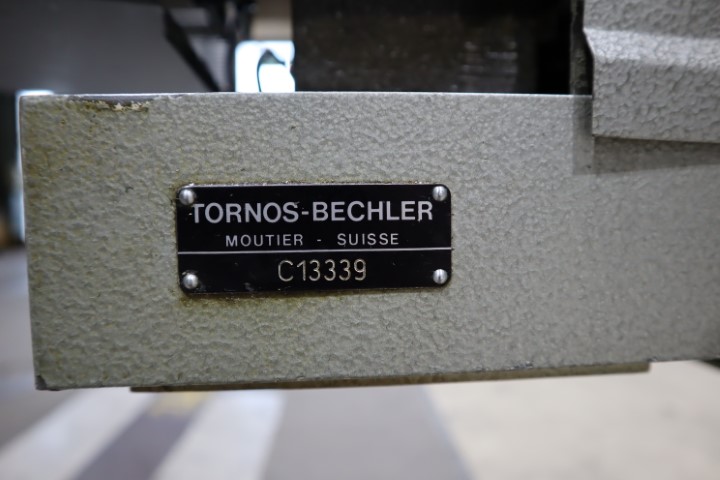 TORNOS-BECHLER
MOUTIER - SUISSE
C13339